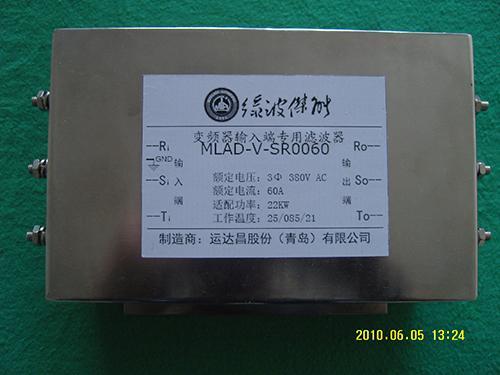 绿波傑能
变频器输入端专用滤波器
MLAD-V-SR0060
--Ri
GND
--Si
--Ti
输入端
额定电压：3Φ 380V AC
额定电流：60A
适配功率：22KW
工作温度：25/085/21
输出端
Ro--
So--
To--
制造商：运达昌股份（青岛）有限公司
2010.06.05 13:24